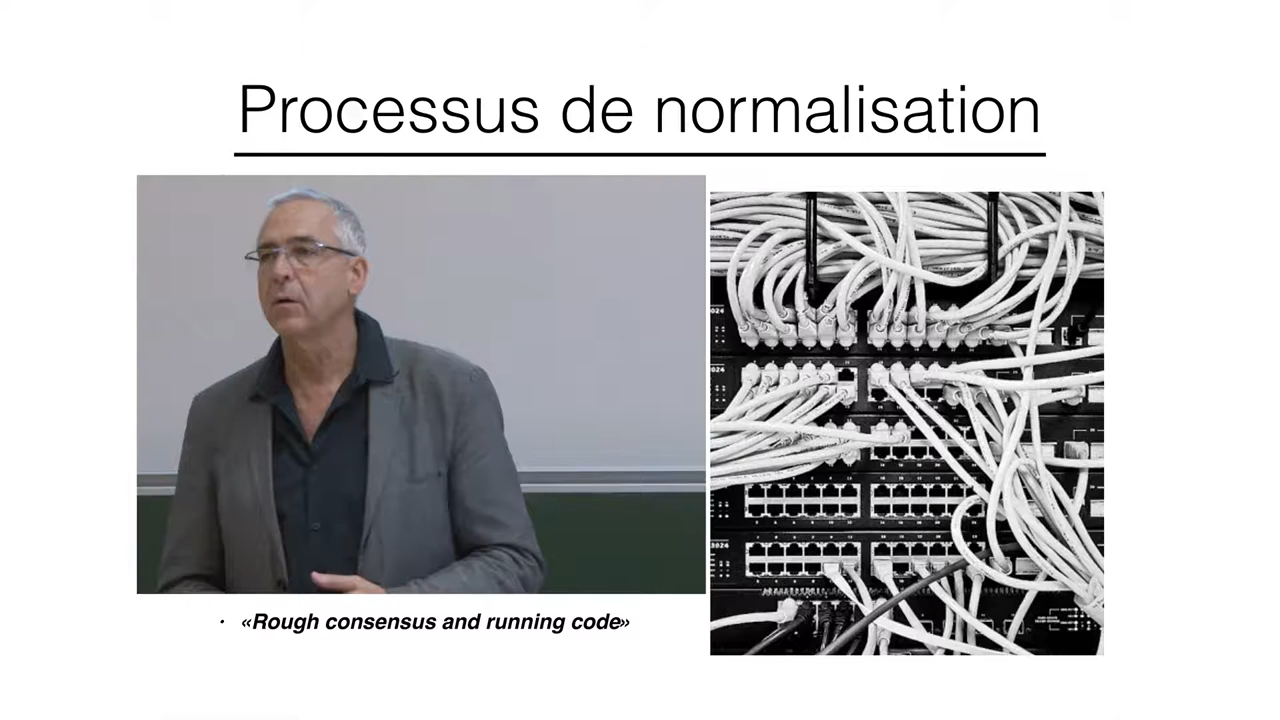 Processus de normalisation
· «Rough consensus and running code»